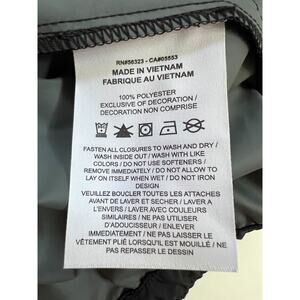 RN#56323 - CA#05553
MADE IN VIETNAM
FABRIQUE AU VIETNAM
100% POLYESTER
EXCLUSIVE OF DECORATION /
DECORATION NON COMPRISE
FASTEN ALL CLOSURES TO WASH AND DRY /
WASH INSIDE OUT / WASH WITH LIKE
COLORS / DO NOT USE SOFTENERS /
REMOVE IMMEDIATELY / DO NOT ALLOW TO
LAY ON ITSELF WHEN WET / DO NOT IRON
DESIGN
VEUILLEZ BOUCLER TOUTES LES ATTACHES
AVANT DE LAVER ET SECHER / LAVER A
L'ENVERS / LAVER AVEC COULEURS
SIMILAIRES / NE PAS UTILISER
D'ADOUCISSEUR / ENLEVER
IMMEDIATEMENT / NE PAS LAISSER LE
VÊTEMENT PLIÉ LORSQU'IL EST MOUILLÉ / NE
PAS REPASSER LE DESSIN